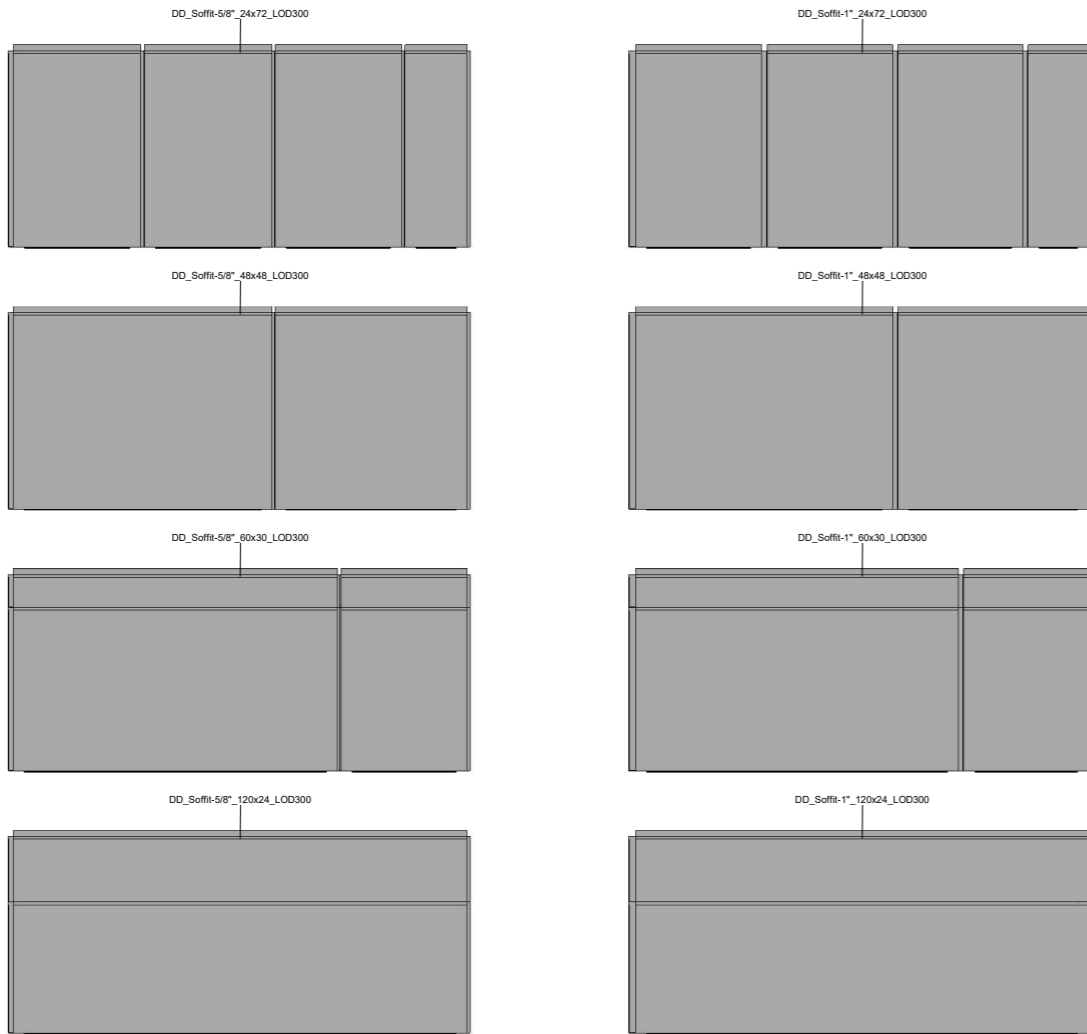 DD_Soffit-5/8"_24x72_LOD300
DD_Soffit-1"_24x72_LOD300
DD_Soffit-5/8"_48x48_LOD300
DD_Soffit-1"_48x48_LOD300
DD_Soffit-5/8"_60x30_LOD300
DD_Soffit-1"_60x30_LOD300
DD_Soffit-5/8"_120x24_LOD300
DD_Soffit-1"_120x24_LOD300